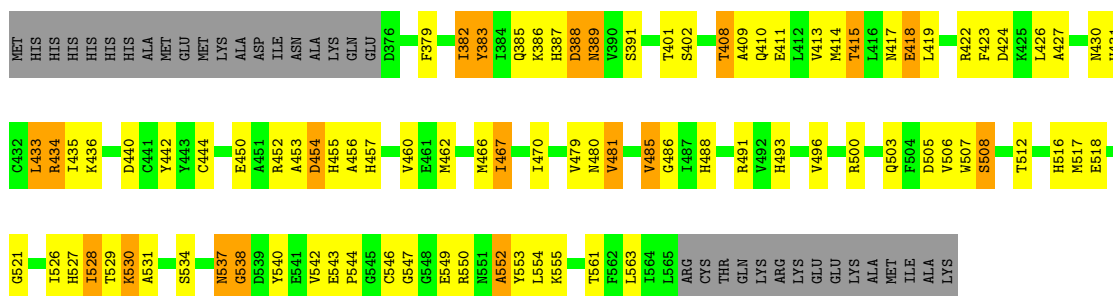 MET HIS HIS HIS HIS HIS HIS ALA MET GLU MET LYS ALA ASP ILE ASN ALA LYS GLN GLU D376 F379 I382 Y383 I384 Q385 K386 H387 D388 N389 V390 S391 T401 S402 T408 A409 Q410 E411 L412 V413 M414 T415 L416 N417 E418 L419 R422 F423 D424 K425 L426 A427 N430
C432 L433 R434 I435 K436 D440 C441 Y442 Y443 C444 E450 A451 R452 A453 D454 H455 A456 H457 V460 E461 M462 M466 I467 I470 V479 N480 V481 V485 G486 I487 H488 R491 V492 H493 V496 R500 Q503 F504 D505 V506 W507 S508 T512 H516 M517 E518
G521 I526 H527 I528 T529 K530 A531 S534 N537 G538 D539 Y540 E541 V542 E543 P544 G545 C546 G547 G548 E549 R550 N551 A552 Y553 L554 K555 T561 F562 L563 I564 L565 ARG CYS THR GLN LYS ARG LYS GLU GLU LYS ALA MET ILE ALA LYS